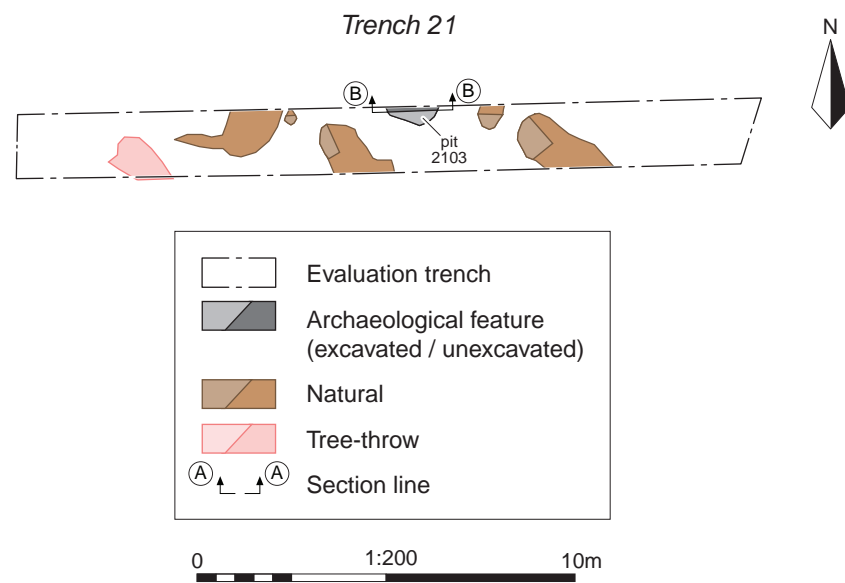 Trench 21
N
B B
pit
2103
Evaluation trench
Archaeological feature
(excavated / unexcavated)
Natural
Tree-throw
A A Section line
0 1:200 10m